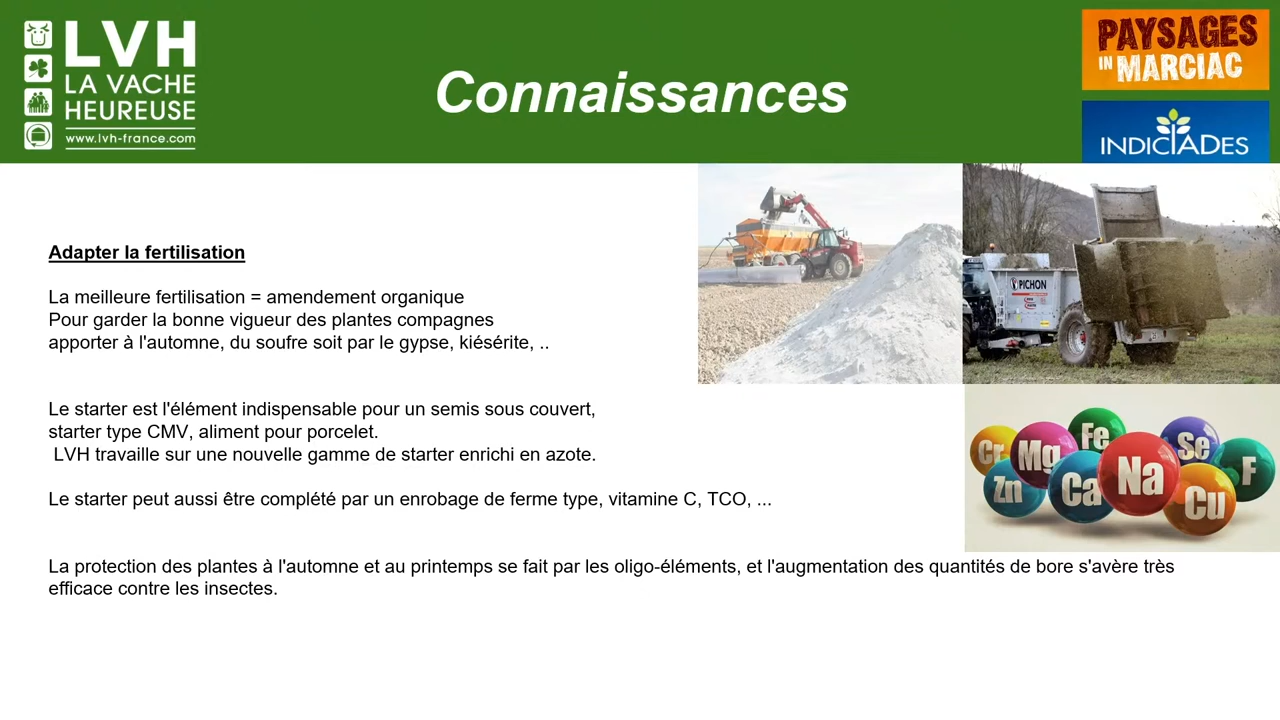 LVH
LA VACHE
HEUREUSE
www.lvh-france.com
Connaissances
PAYSAGES
IN MARCIAC
INDICIADES
Adapter la fertilisation
La meilleure fertilisation = amendement organique
Pour garder la bonne vigueur des plantes compagnes
apporter à l'automne, du soufre soit par le gypse, kiésérite, ..
Le starter est l'élément indispensable pour un semis sous couvert,
starter type CMV, aliment pour porcelet.
LVH travaille sur une nouvelle gamme de starter enrichi en azote.
Le starter peut aussi être complété par un enrobage de ferme type, vitamine C, TCO, ...
La protection des plantes à l'automne et au printemps se fait par les oligo-éléments, et l'augmentation des quantités de bore s'avère très
efficace contre les insectes.
PICHON
Cr Mg Fe Se F
Zn Ca Na Cu